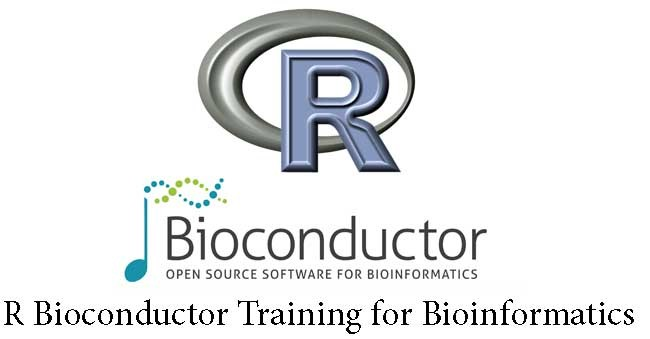 R
Bioconductor
OPEN SOURCE SOFTWARE FOR BIOINFORMATICS
R Bioconductor Training for Bioinformatics